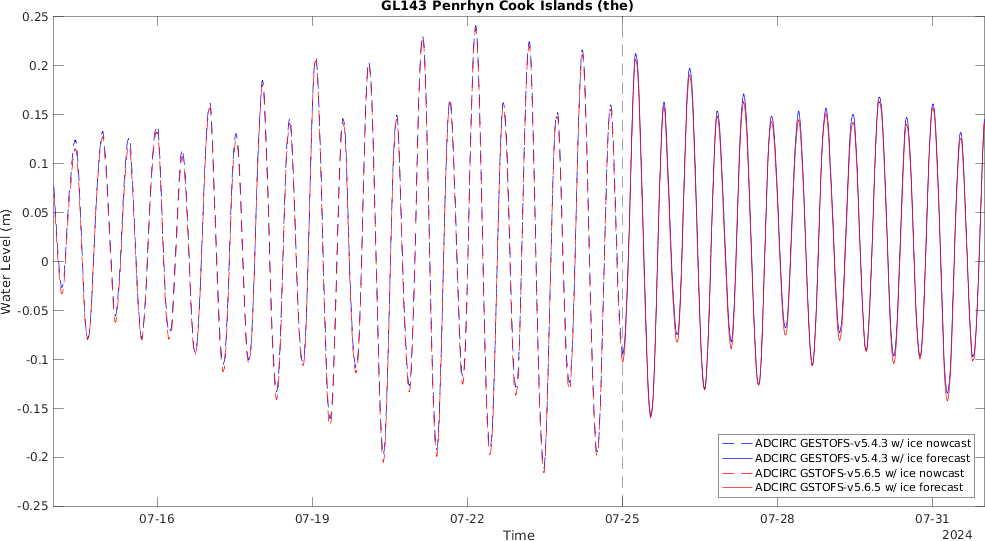 GL143 Penrhyn Cook Islands (the)
0.25
0.2
0.15
0.1
0.05
0
-0.05
-0.1
-0.15
-0.2
-0.25
Water Level (m)
ADCIRC GESTOFS-v5.4.3 w/ ice nowcast
ADCIRC GESTOFS-v5.4.3 w/ ice forecast
ADCIRC GSTOFS-v5.6.5 w/ ice nowcast
ADCIRC GSTOFS-v5.6.5 w/ ice forecast
07-16 07-19 07-22 07-25 07-28 07-31
Time 2024